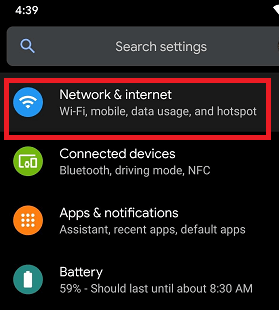 4:39
Search settings
Network & internet
Wi-Fi, mobile, data usage, and hotspot
Connected devices
Bluetooth, driving mode, NFC
Apps & notifications
Assistant, recent apps, default apps
Battery
59% - Should last until about 8:30 AM